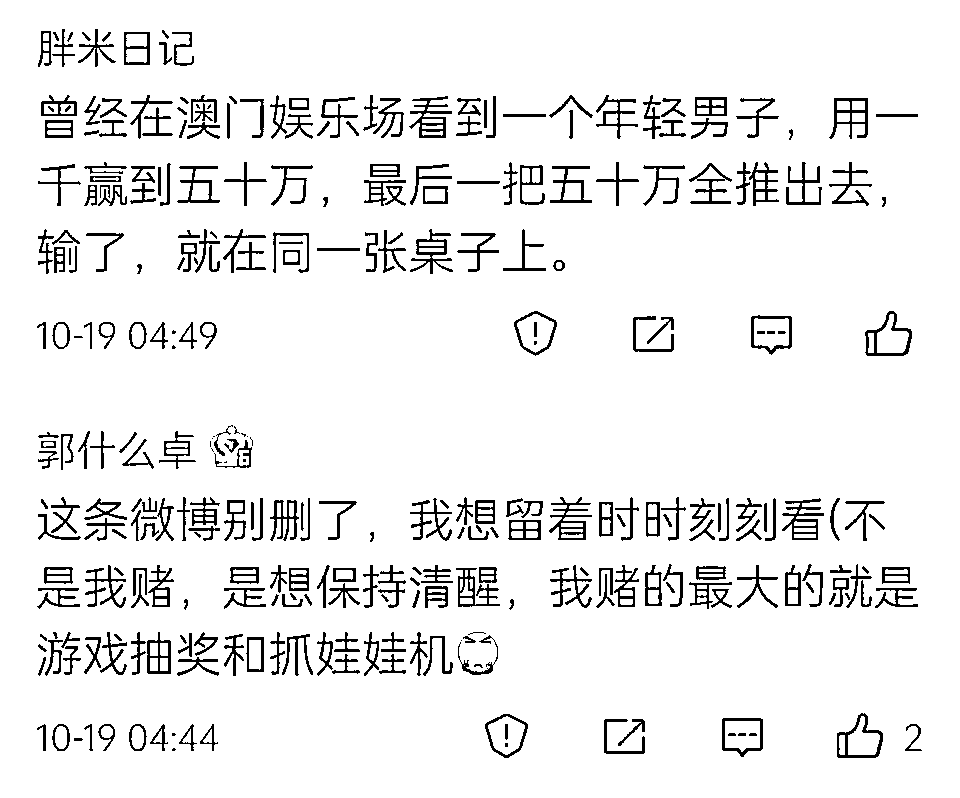 胖米日记
曾经在澳门娱乐场看到一个年轻男子，用一
千赢到五十万，最后一把五十万全推出去，
输了，就在同一张桌子上。
10-19 04:49
郭什么卓
这条微博别删了，我想留着时时刻刻看(不
是我赌，是想保持清醒，我赌的最大的就是
游戏抽奖和抓娃娃机
10-19 04:44 2